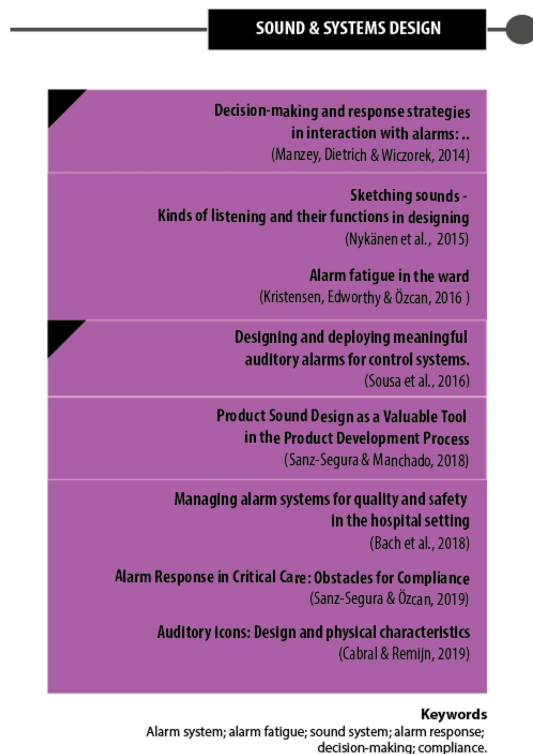 SOUND & SYSTEMS DESIGN
Decision-making and response strategies
in interaction with alarms: ..
(Manzey, Dietrich & Wiczorek, 2014)
Sketching sounds -
Kinds of listening and their functions in designing
(Nykänen et al., 2015)
Alarm fatigue in the ward
(Kristensen, Edworthy & Özcan, 2016 )
Designing and deploying meaningful
auditory alarms for control systems.
(Sousa et al., 2016)
Product Sound Design as a Valuable Tool
in the Product Development Process
(Sanz-Segura & Manchado, 2018)
Managing alarm systems for quality and safety
in the hospital setting
(Bach et al., 2018)
Alarm Response in Critical Care: Obstacles for Compliance
(Sanz-Segura & Özcan, 2019)
Auditory icons: Design and physical characteristics
(Cabral & Remijn, 2019)
Keywords
Alarm system; alarm fatigue; sound system; alarm response;
decision-making; compliance.